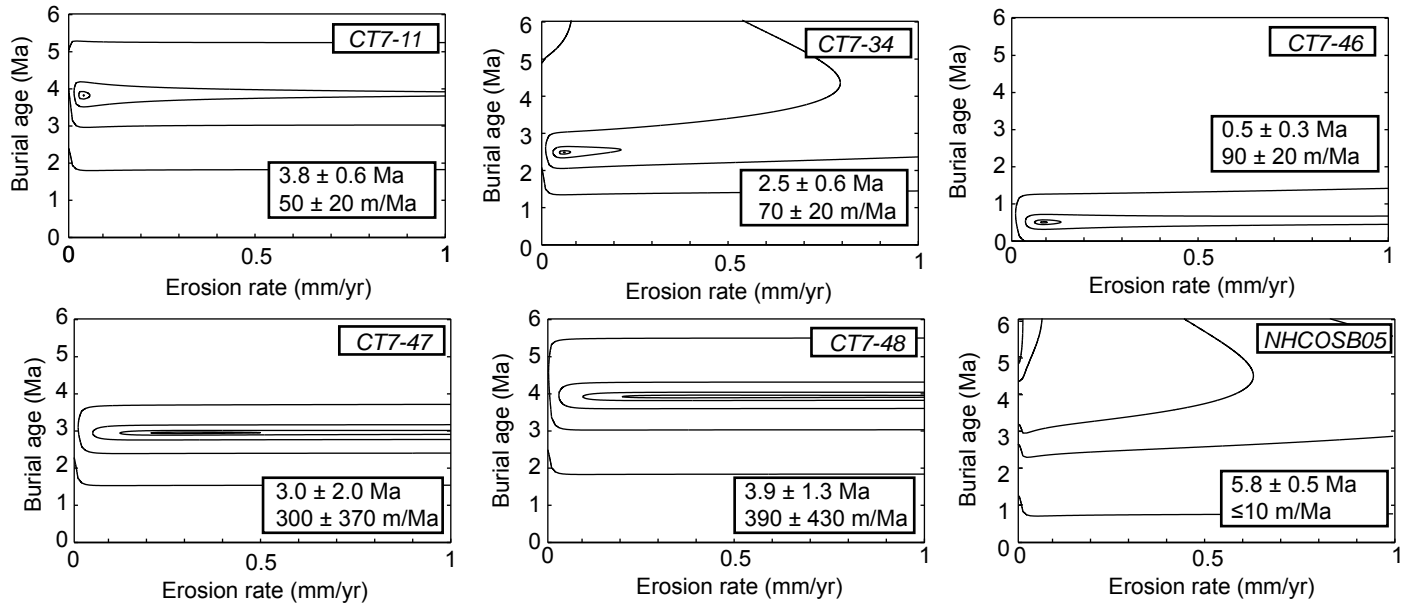 CT7-11
Burial age (Ma)
6
5
4
3
2
1
0
3.8 ± 0.6 Ma
50 ± 20 m/Ma
0
0.5
1
Erosion rate (mm/yr)
CT7-34
Burial age (Ma)
6
5
4
3
2
1
0
2.5 ± 0.6 Ma
70 ± 20 m/Ma
0
0.5
1
Erosion rate (mm/yr)
CT7-46
Burial age (Ma)
6
5
4
3
2
1
0
0.5 ± 0.3 Ma
90 ± 20 m/Ma
0
0.5
1
Erosion rate (mm/yr)
CT7-47
Burial age (Ma)
6
5
4
3
2
1
0
3.0 ± 2.0 Ma
300 ± 370 m/Ma
0
0.5
1
Erosion rate (mm/yr)
CT7-48
Burial age (Ma)
6
5
4
3
2
1
0
3.9 ± 1.3 Ma
390 ± 430 m/Ma
0
0.5
1
Erosion rate (mm/yr)
NHCOSB05
Burial age (Ma)
6
5
4
3
2
1
0
5.8 ± 0.5 Ma
≤10 m/Ma
0
0.5
1
Erosion rate (mm/yr)